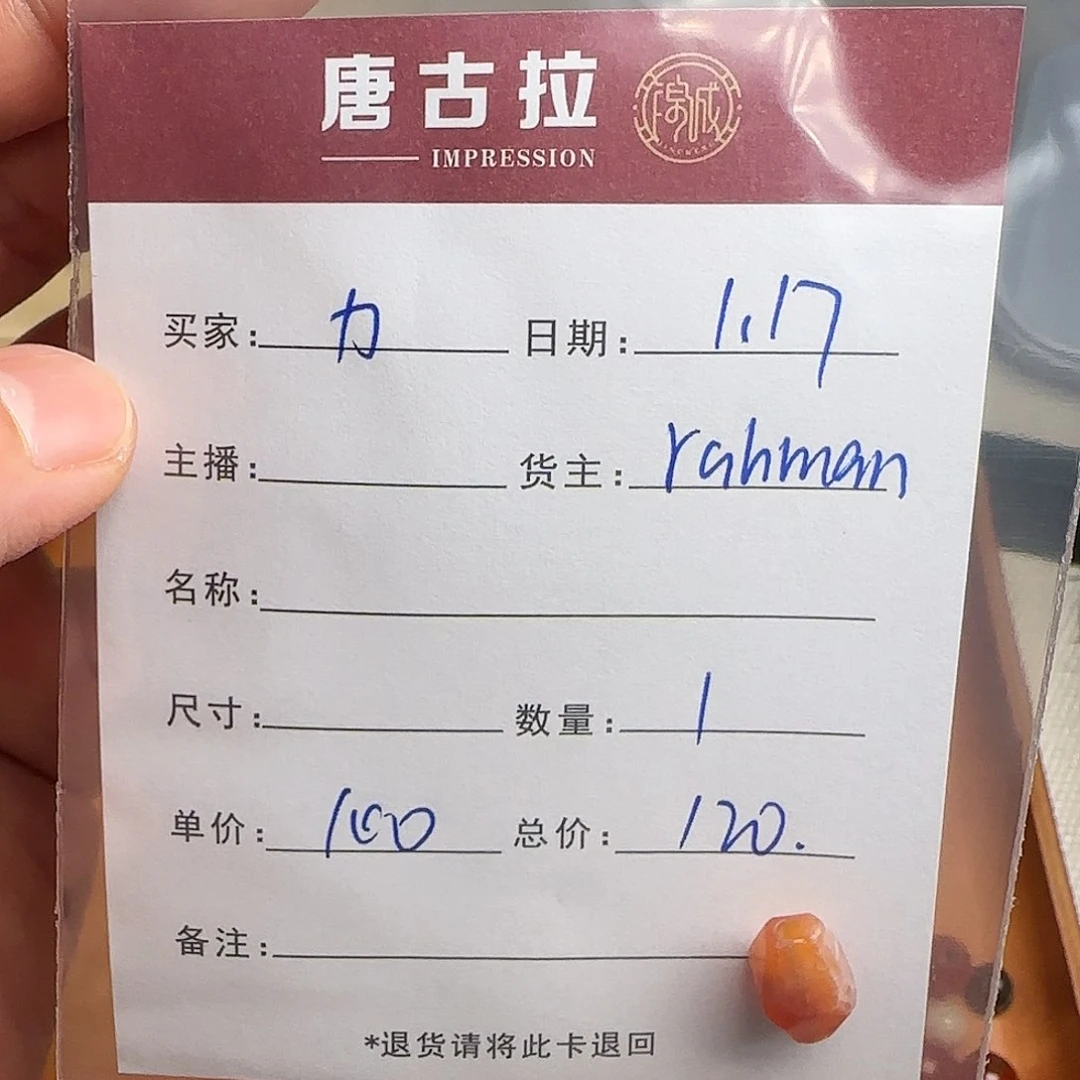 唐古拉
IMPRESSION
买家: 力 日期: 1.17
主播: 货主: rahman
名称:
尺寸: 数量: 1
单价: 100 总价: 120.
备注:
*退货请将此卡退回